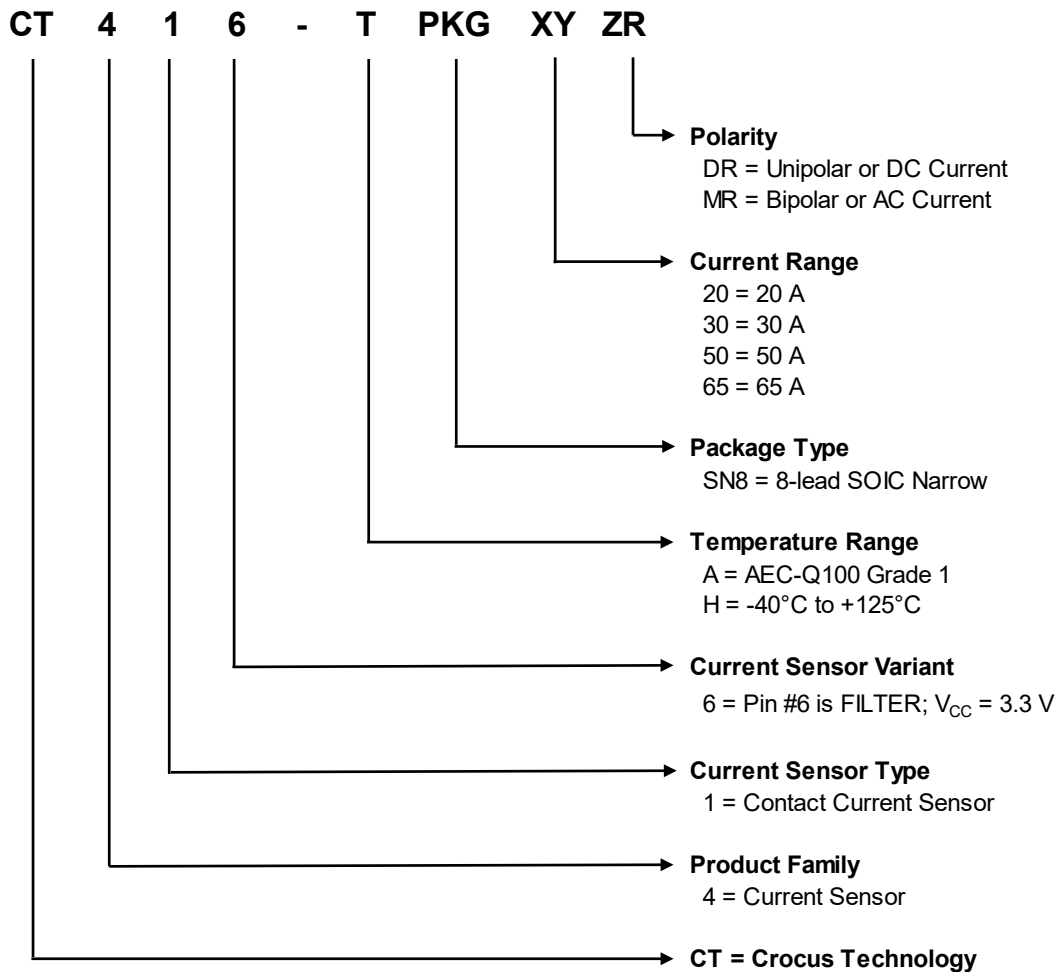 CT 4 1 6 - T PKG XY ZR
Polarity
DR = Unipolar or DC Current
MR = Bipolar or AC Current
Current Range
20 = 20 A
30 = 30 A
50 = 50 A
65 = 65 A
Package Type
SN8 = 8-lead SOIC Narrow
Temperature Range
A = AEC-Q100 Grade 1
H = -40°C to +125°C
Current Sensor Variant
6 = Pin #6 is FILTER; VCC = 3.3 V
Current Sensor Type
1 = Contact Current Sensor
Product Family
4 = Current Sensor
CT = Crocus Technology